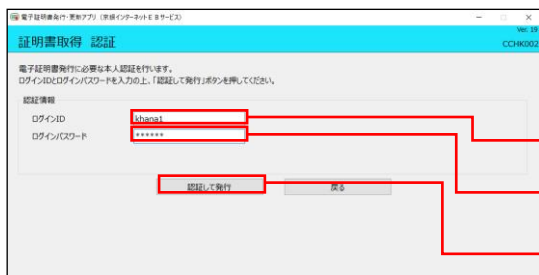 電子証明書発行・更新アプリ (京銀インターネットＥＢサービス)
Ver. 19
証明書取得 認証
CCHK002
電子証明書発行に必要な本人認証を行います。
ログインIDとログインパスワードを入力の上、「認証して発行」ボタンを押してください。
認証情報
ログインID
khana1
ログインパスワード
******
認証して発行
戻る